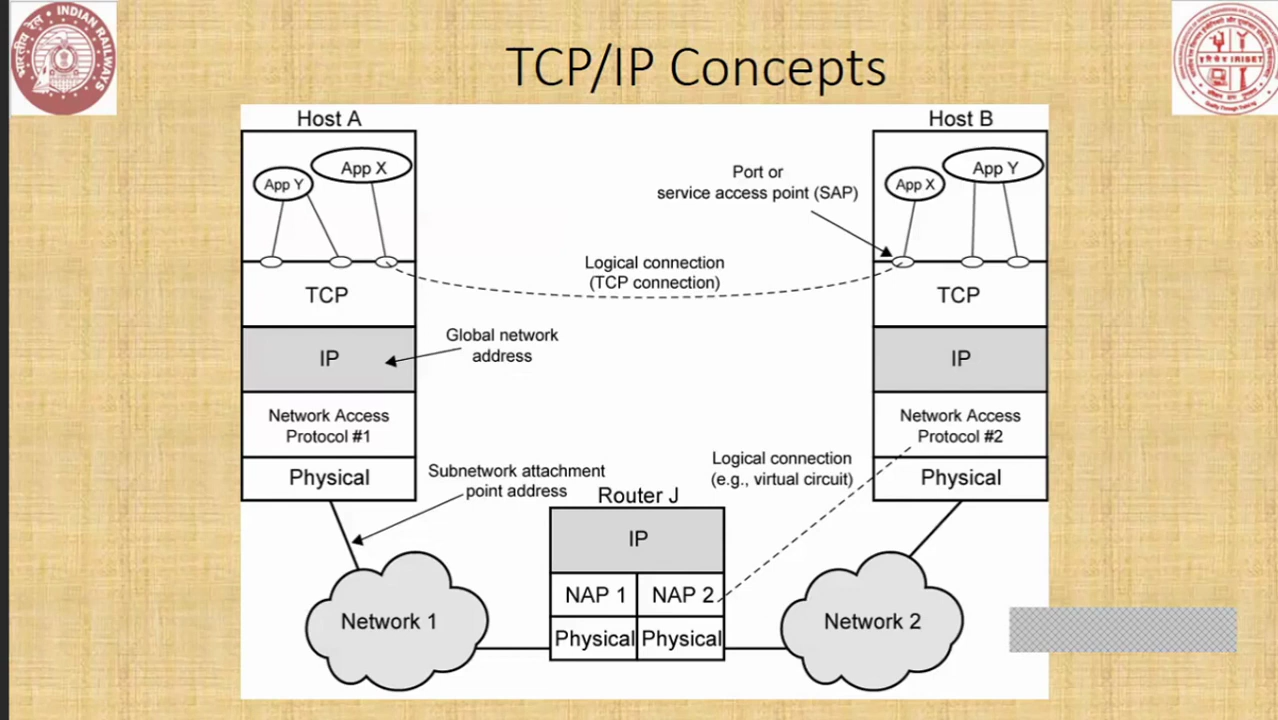 भारतीय रेल INDIAN RAILWAYS
IRISET
TCP/IP Concepts
Host A
App Y
App X
TCP
IP
Network Access
Protocol #1
Physical
Port or
service access point (SAP)
Logical connection
(TCP connection)
Global network
address
Subnetwork attachment
point address
Logical connection
(e.g., virtual circuit)
Host B
App X
App Y
TCP
IP
Network Access
Protocol #2
Physical
Router J
IP
NAP 1
NAP 2
Physical
Physical
Network 1
Network 2